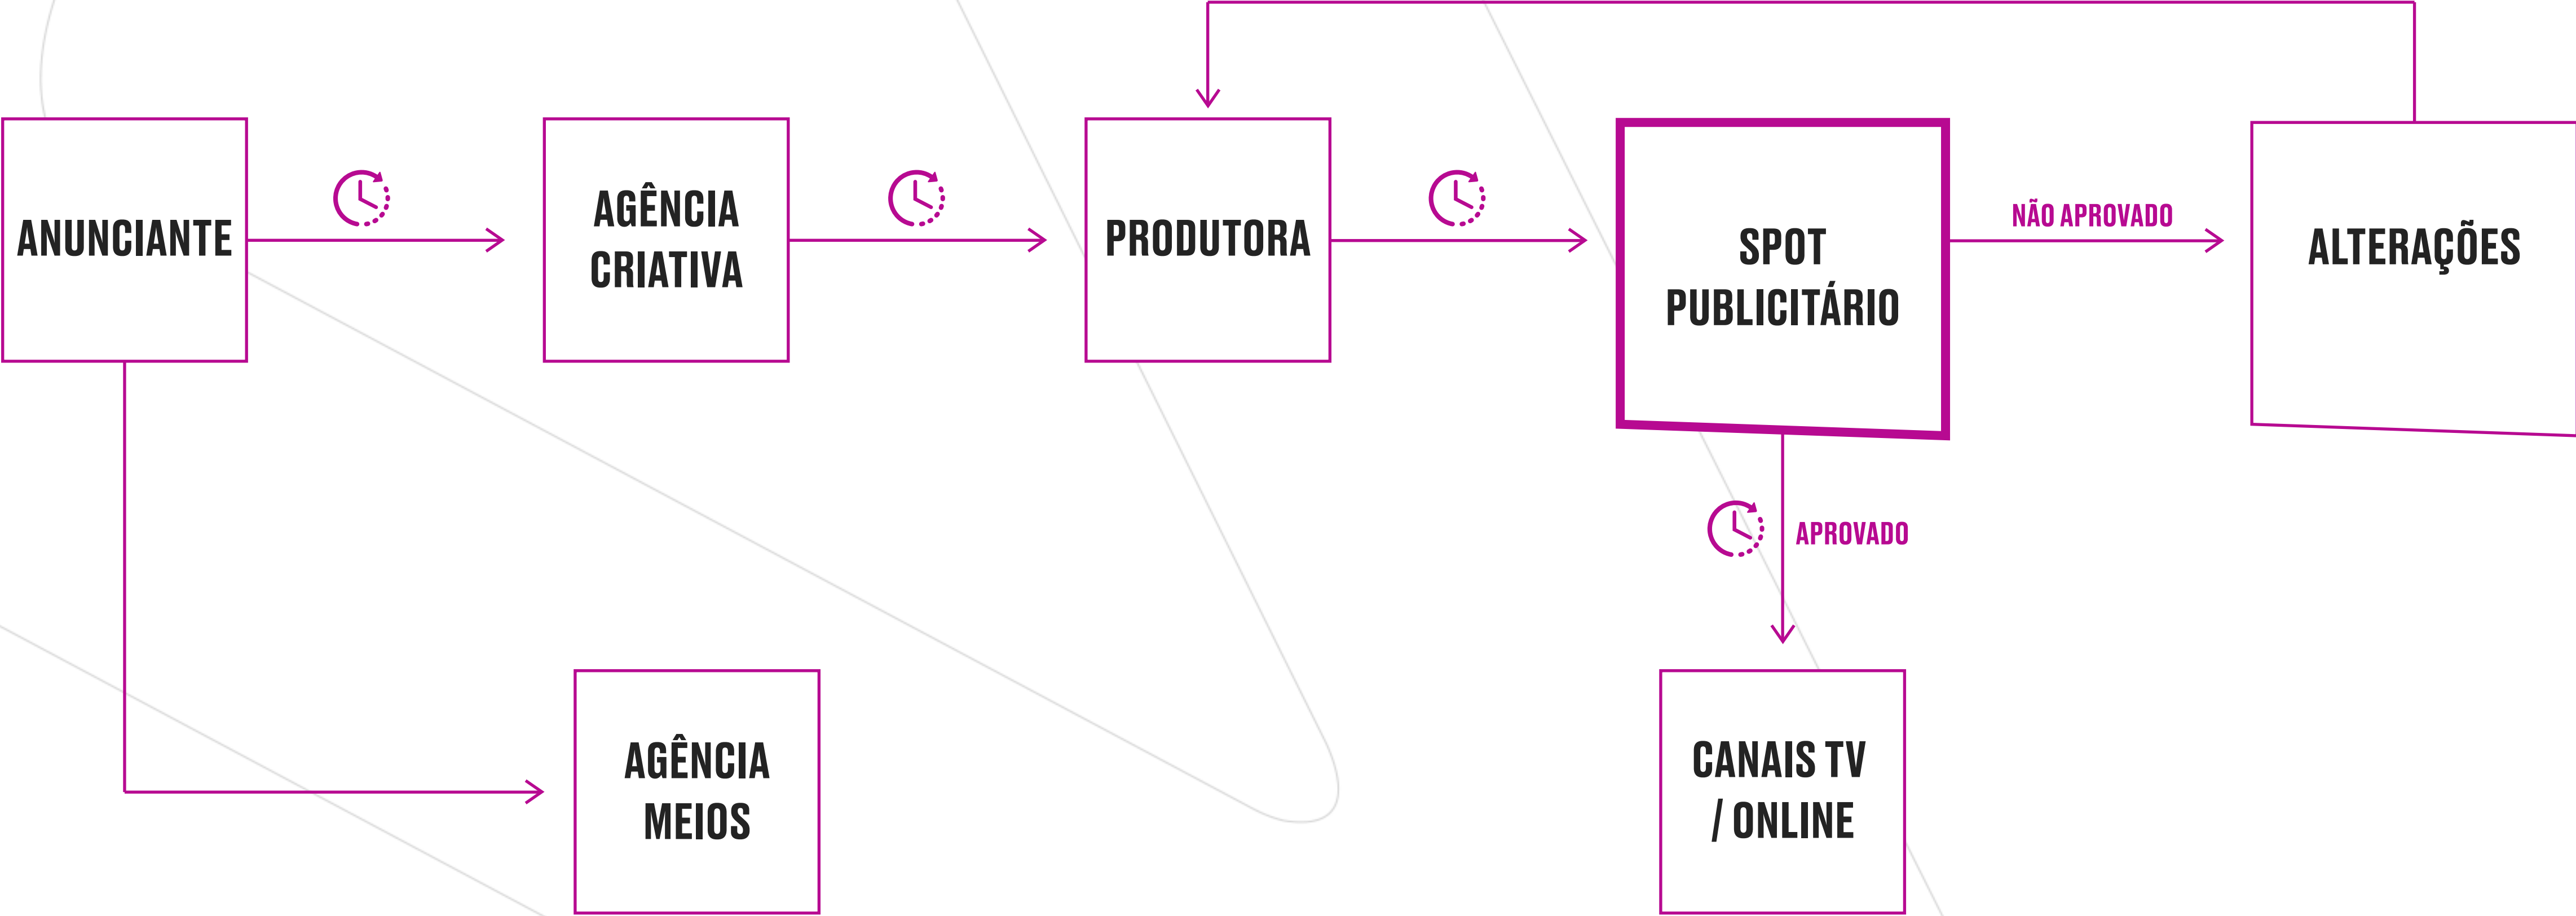 ANUNCIANTE
AGÊNCIA
CRIATIVA
PRODUTORA
SPOT
PUBLICITÁRIO
NÃO APROVADO
ALTERAÇÕES
APROVADO
AGÊNCIA
MEIOS
CANAIS TV
/ ONLINE